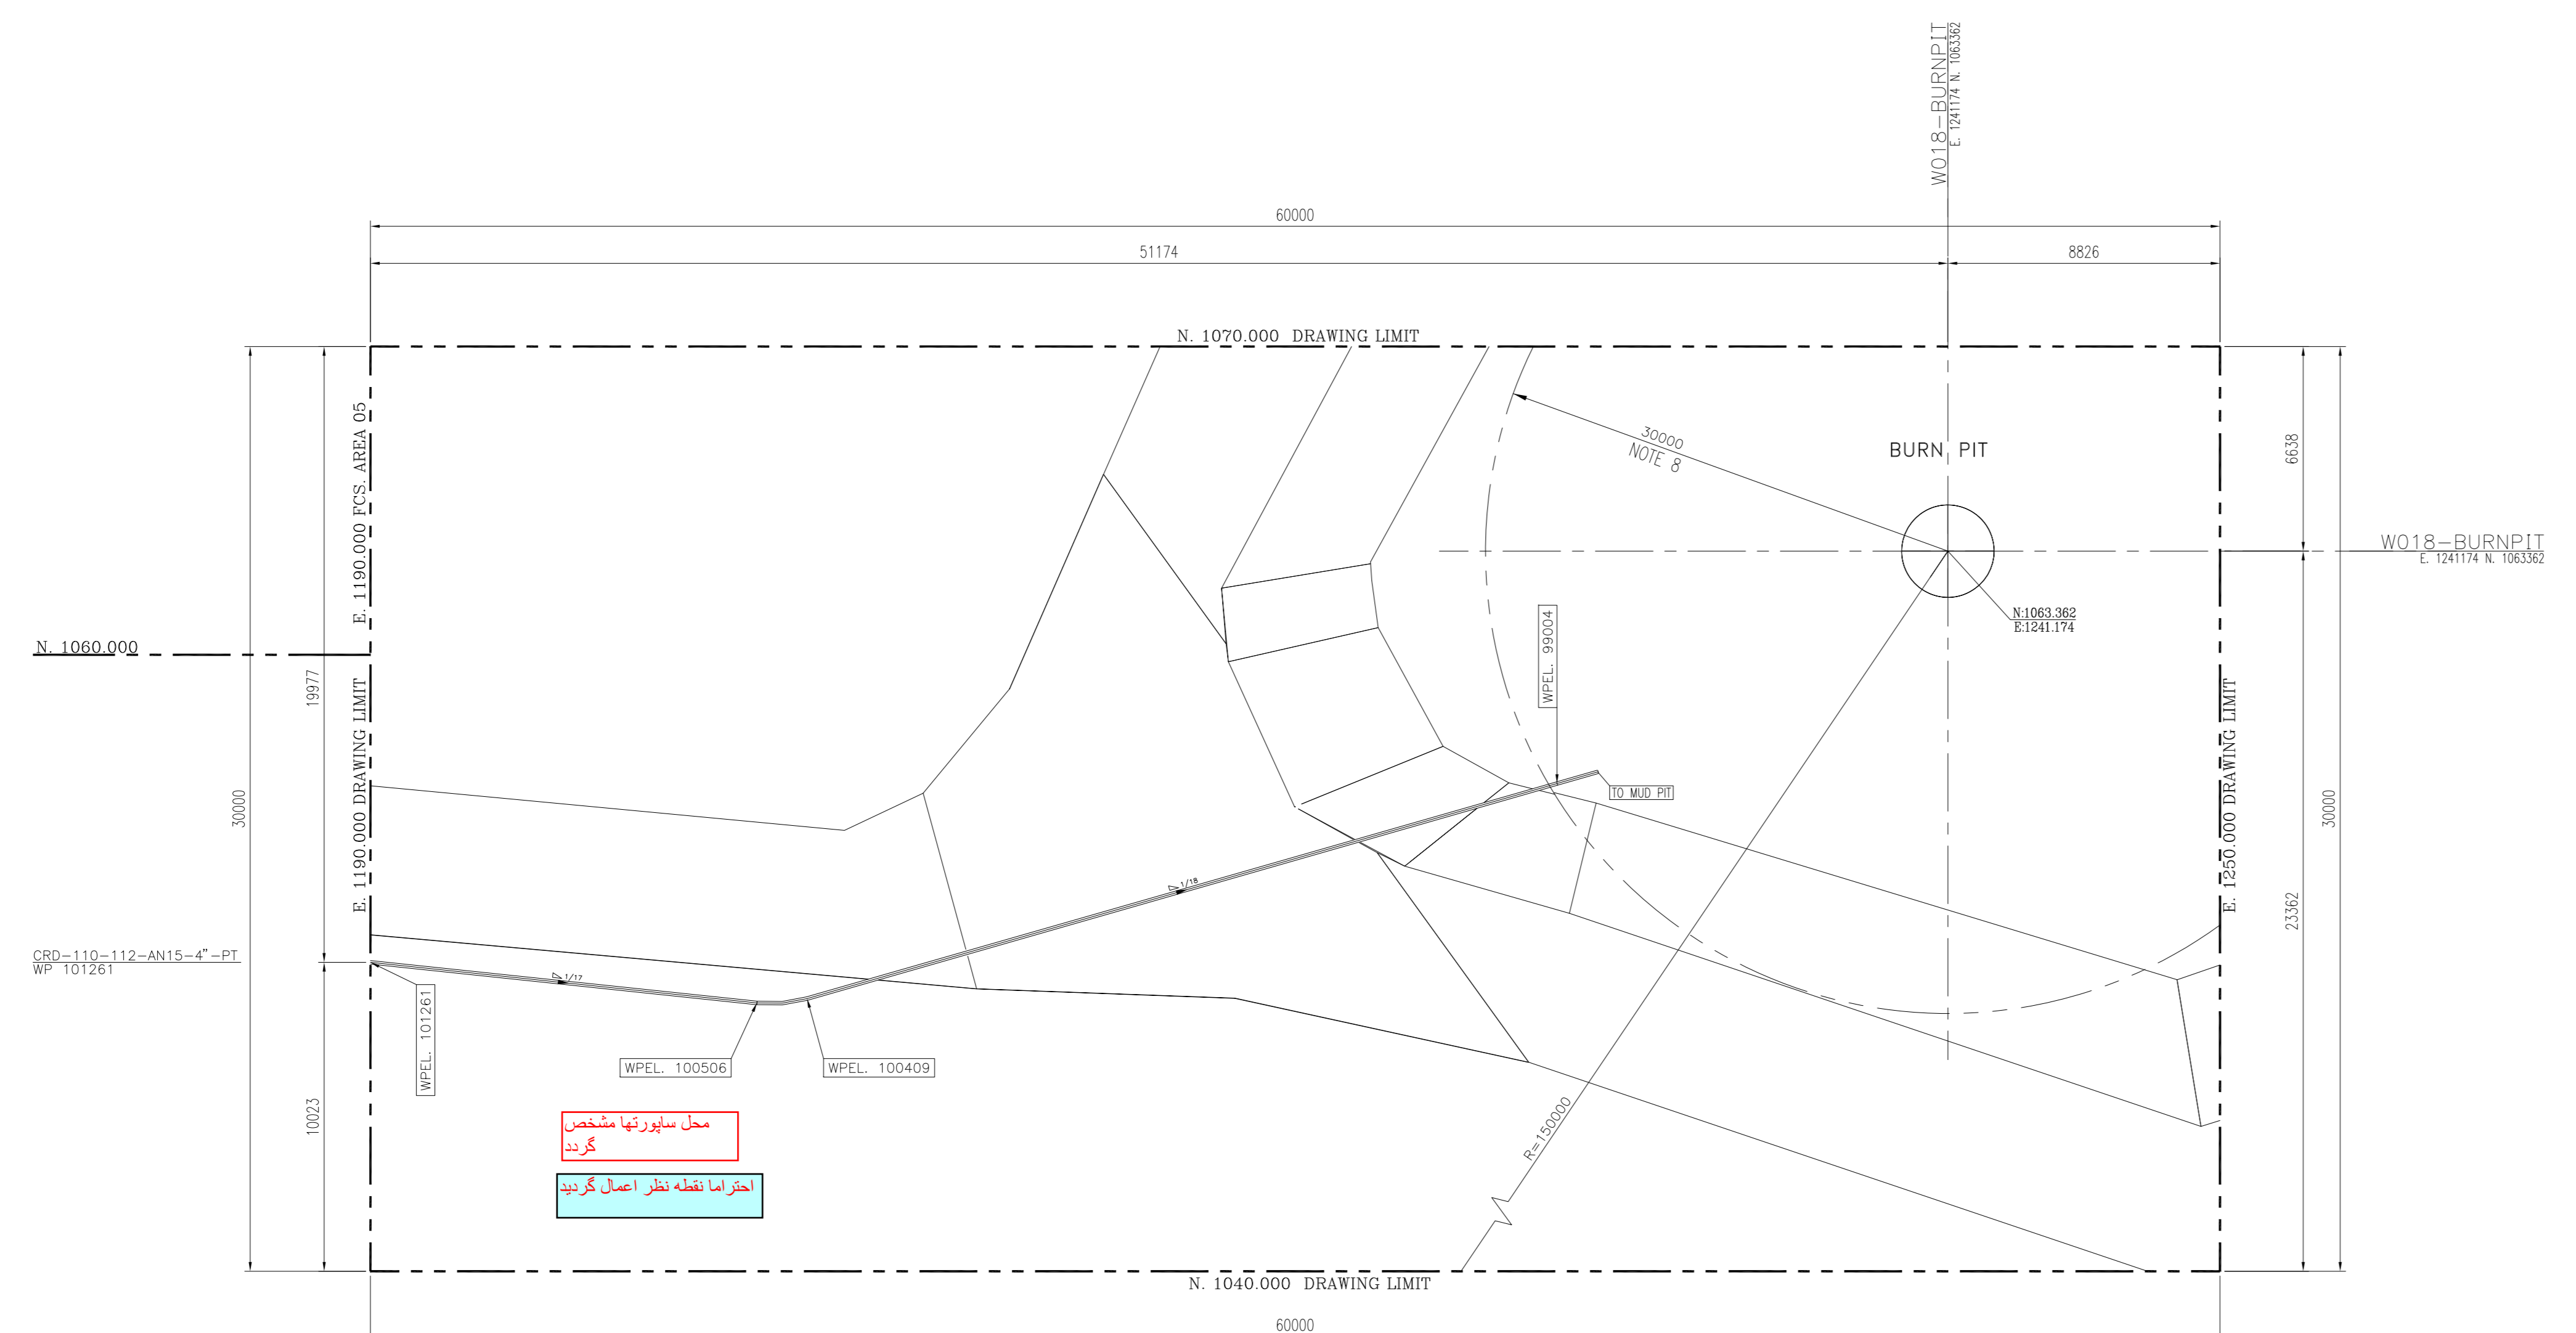 W018-BURNPIT
E. 1241174 N. 1063362
60000
51174
8826
N. 1070.000 DRAWING LIMIT
E. 1190.000 FCS. AREA 05
30000
NOTE 8
BURN PIT
6638
W018-BURNPIT
E. 1241174 N. 1063362
N:1063.362
E:1241.174
N. 1060.000
19977
WPEL. 99004
E. 1190.000 DRAWING LIMIT
E. 1250.000 DRAWING LIMIT
30000
30000
TO MUD PIT
1/18
23362
CRD-110-112-AN15-4"-PT
WP 101261
1/17
WPEL. 101261
WPEL. 100506
WPEL. 100409
10023
R=150000
محل ساپورتها مشخص
گردد
احتراما نقطه نظر اعمال گردید
N. 1040.000 DRAWING LIMIT
60000